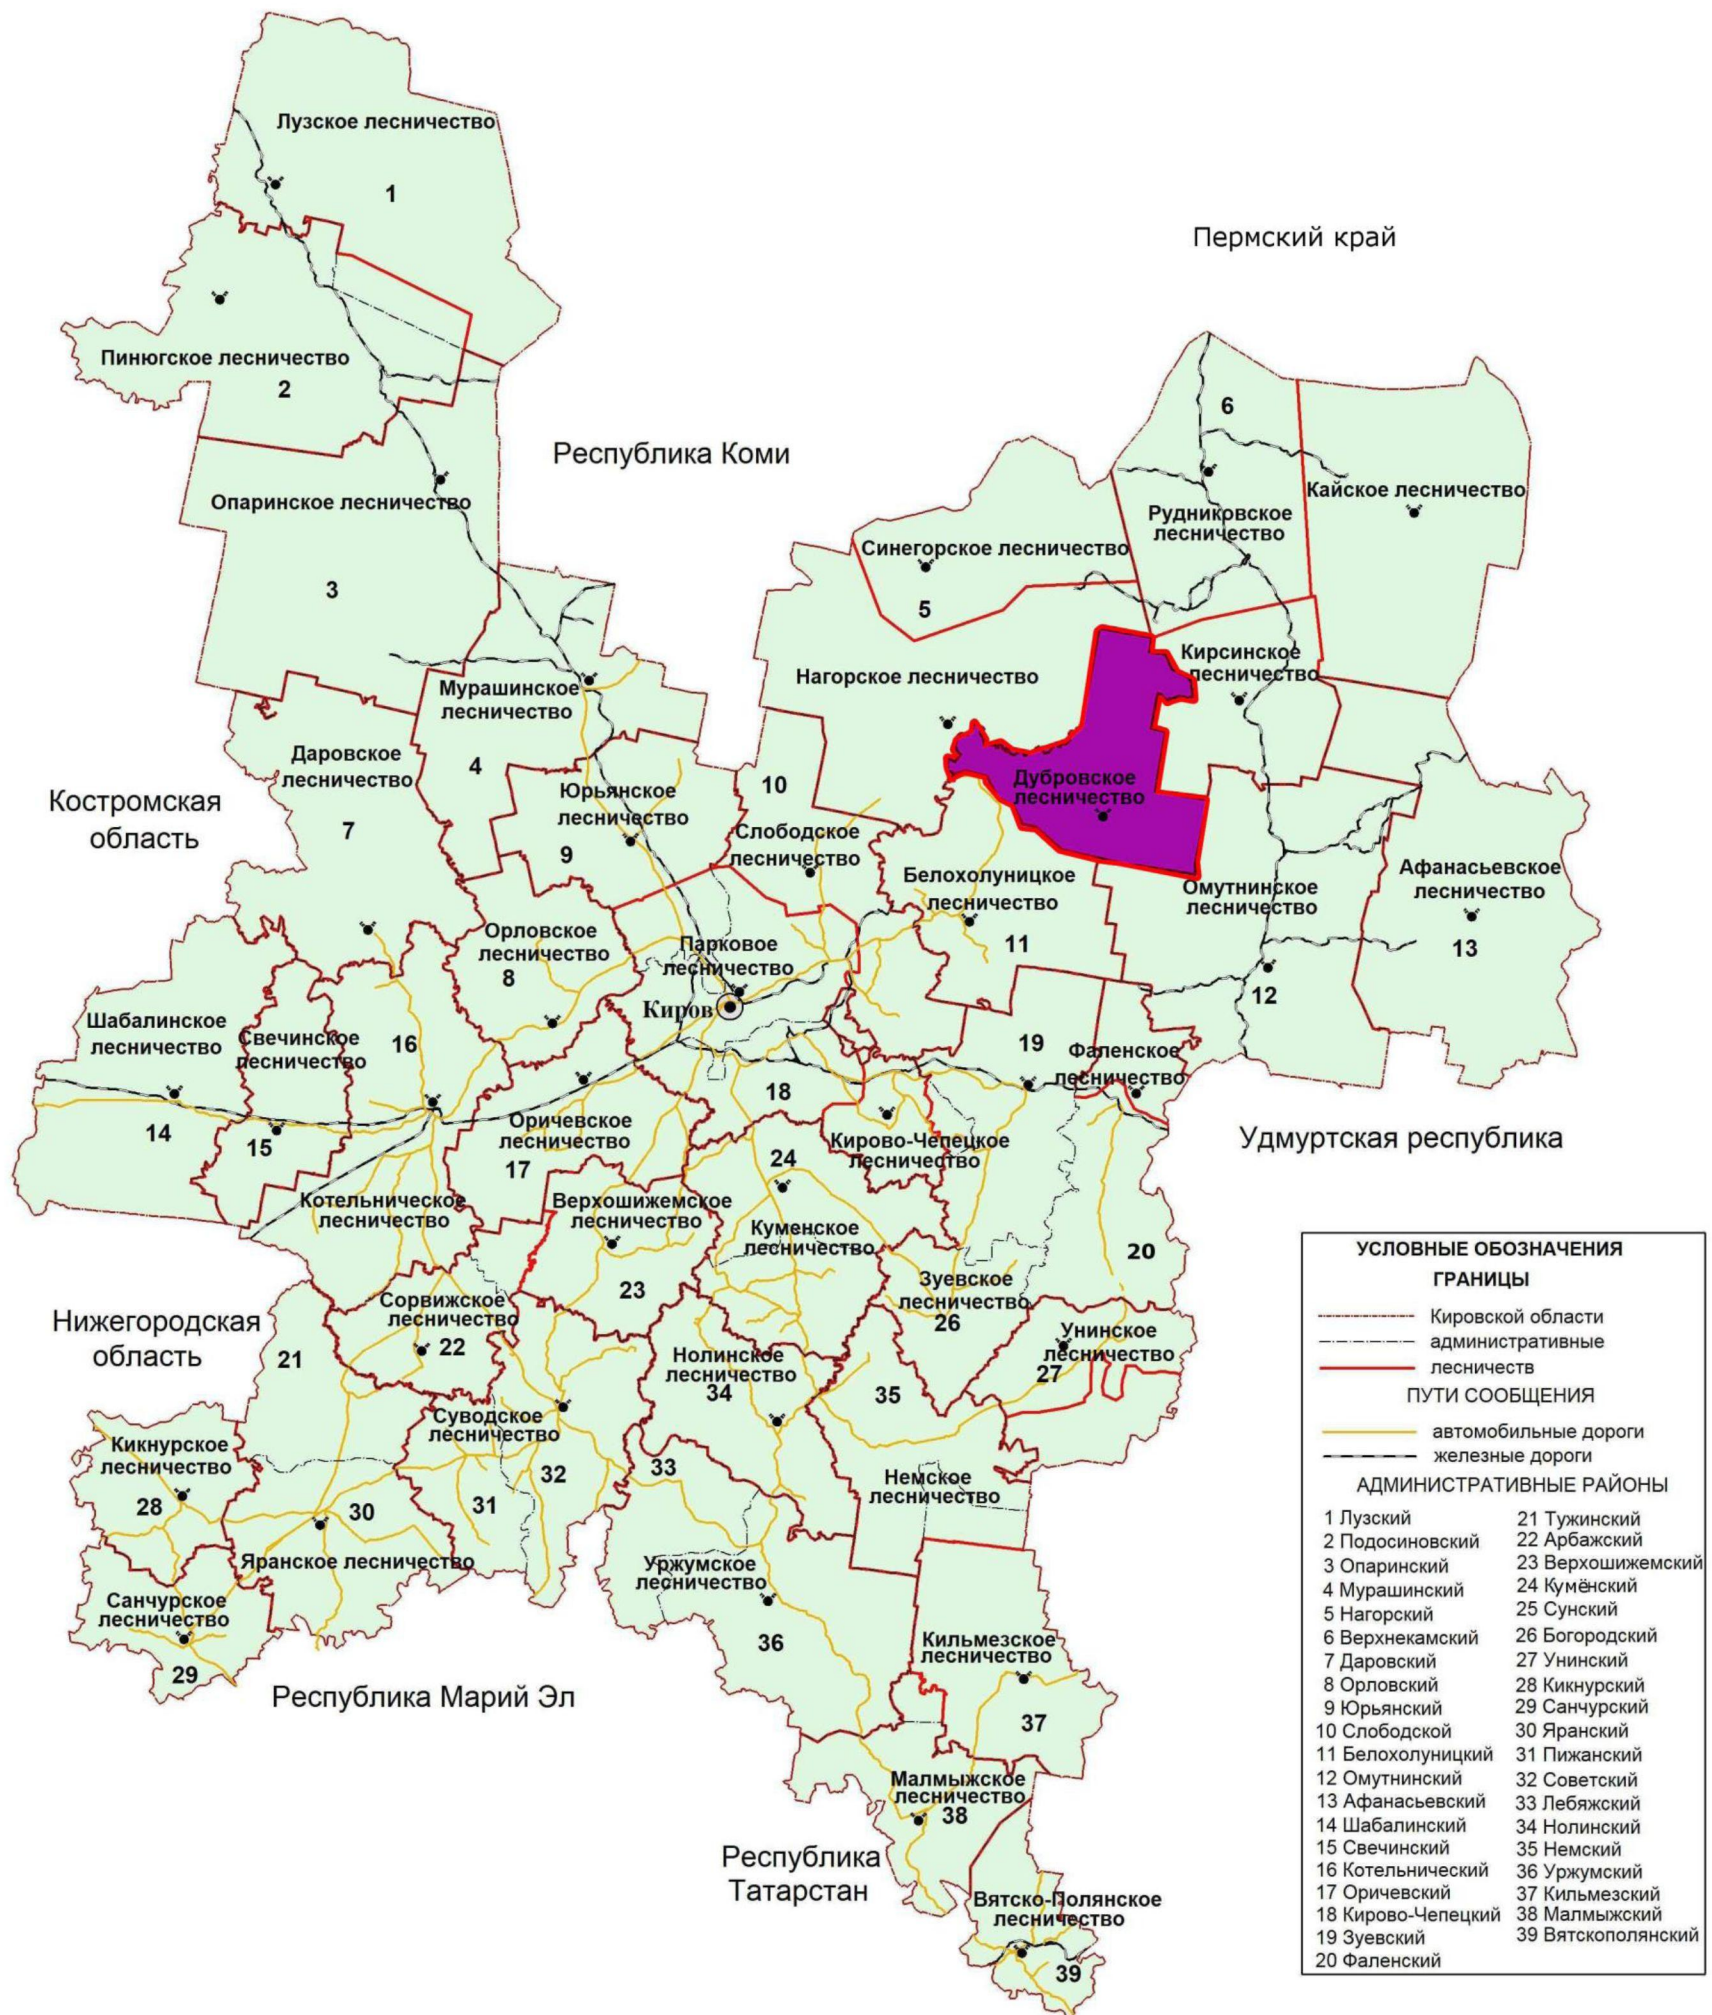 Лузское лесничество
1
Пермский край
Пинюгское лесничество
2
6
Республика Коми
Опаринское лесничество
Кайское лесничество
Рудниковское
лесничество
Синегорское лесничество
3
5
Кирсинское
лесничество
Нагорское лесничество
Мурашинское
лесничество
Даровское
лесничество
4
10
Дубровское
лесничество
Юрьянское
лесничество
Костромская
область
7
Слободское
лесничество
9
Белохолуницкое
лесничество
Афанасьевское
лесничество
Омутнинское
лесничество
Орловское
лесничество
8
Парковое
лесничество
11
13
12
Киров
Шабалинское
лесничество
Свечинское
лесничество
16
19
Фаленское
лесничество
18
14
15
Оричевское
лесничество
17
Кирово-Чепецкое
лесничество
Удмуртская республика
24
Котельническое
лесничество
Верхошижемское
лесничество
Куменское
лесничество
20
23
Зуевское
лесничество
26
Нижегородская
область
Сорвижское
лесничество
22
21
Унинское
лесничество
27
Нолинское
лесничество
34
35
Суводское
лесничество
Кикнурское
лесничество
28
33
32
31
Немское
лесничество
30
Яранское лесничество
Уржумское
лесничество
Санчурское
лесничество
29
36
Кильмезское
лесничество
37
Республика Марий Эл
Малмыжское
лесничество
38
Республика
Татарстан
Вятско-Полянское
лесничество
39
УСЛОВНЫЕ ОБОЗНАЧЕНИЯ
ГРАНИЦЫ
Кировской области
административные
лесничеств
ПУТИ СООБЩЕНИЯ
автомобильные дороги
железные дороги
АДМИНИСТРАТИВНЫЕ РАЙОНЫ
1 Лузский
2 Подосиновский
3 Опаринский
4 Мурашинский
5 Нагорский
6 Верхнекамский
7 Даровский
8 Орловский
9 Юрьянский
10 Слободской
11 Белохолуницкий
12 Омутнинский
13 Афанасьевский
14 Шабалинский
15 Свечинский
16 Котельнический
17 Оричевский
18 Кирово-Чепецкий
19 Зуевский
20 Фаленский
21 Тужинский
22 Арбажский
23 Верхошижемский
24 Кумёнский
25 Сунский
26 Богородский
27 Унинский
28 Кикнурский
29 Санчурский
30 Яранский
31 Пижанский
32 Советский
33 Лебяжский
34 Нолинский
35 Немский
36 Уржумский
37 Кильмезский
38 Малмыжский
39 Вятскополянский